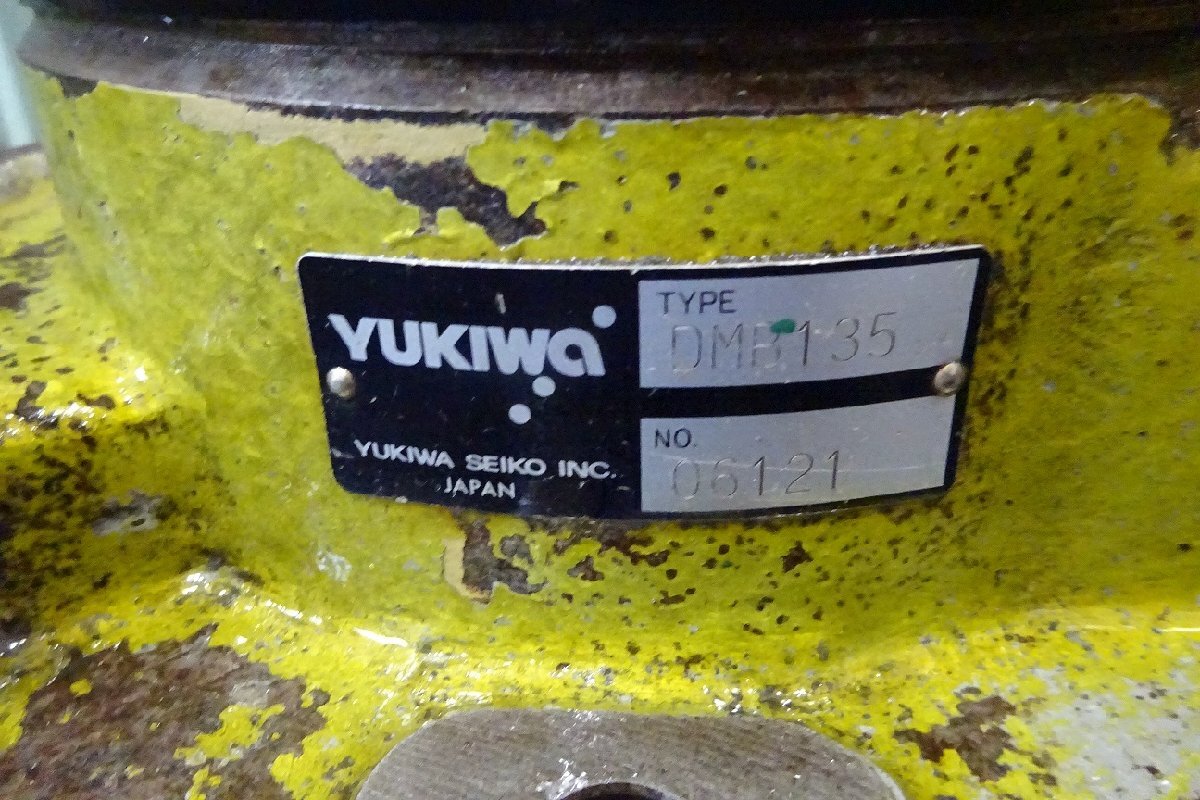 YUKIWA
YUKIWA SEIKO INC.
JAPAN
TYPE
DMB135
NO.
06121